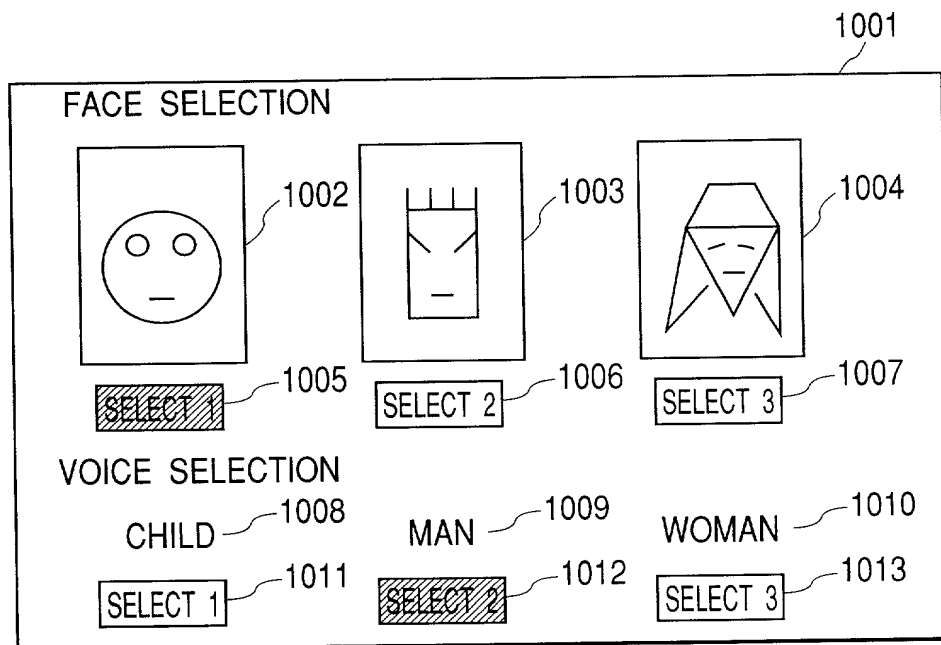 1001
FACE SELECTION
1002 1003 1004
1005 1006 1007
SELECT 1 SELECT 2 SELECT 3
VOICE SELECTION
CHILD 1008 MAN 1009 WOMAN 1010
1011 1012 1013
SELECT 1 SELECT 2 SELECT 3